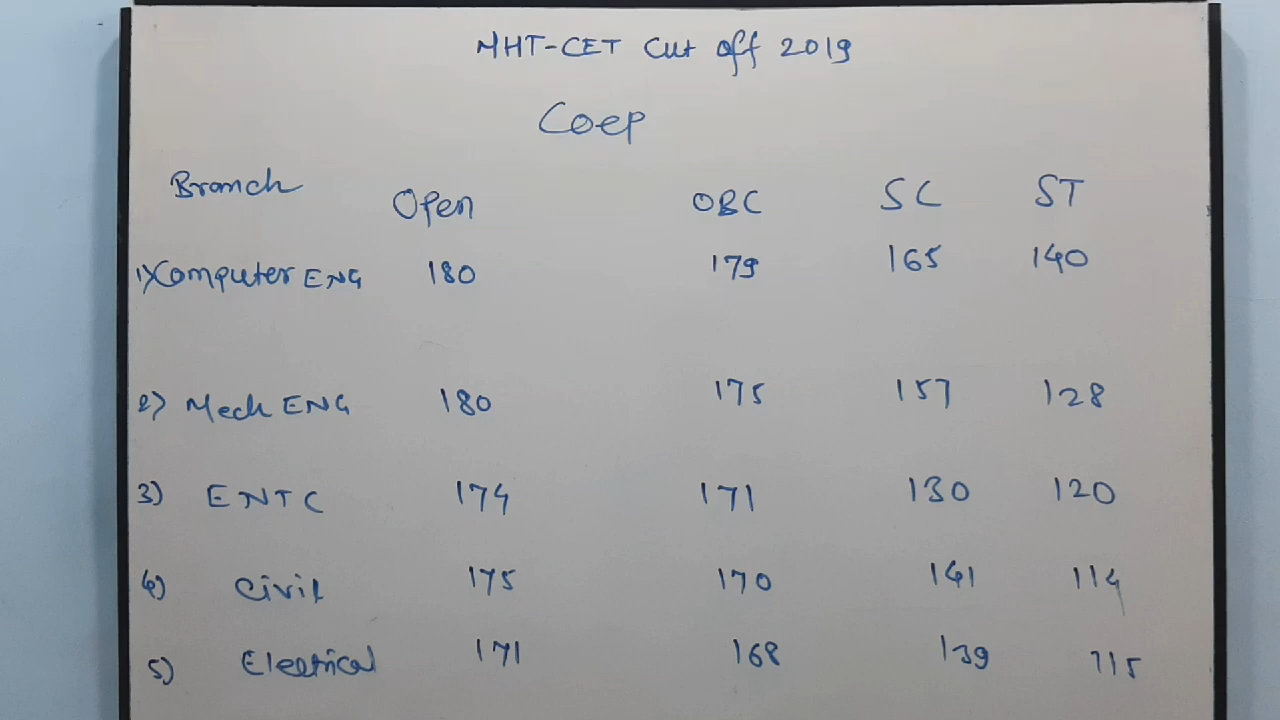 MHT-CET Cut off 2019
Coep
Branch Open OBC SC ST
1) Computer ENG 180 179 165 140
2) Mech ENG 180 175 157 128
3) ENTC 174 171 130 120
4) Civil 175 170 141 114
5) Electrical 171 168 139 115